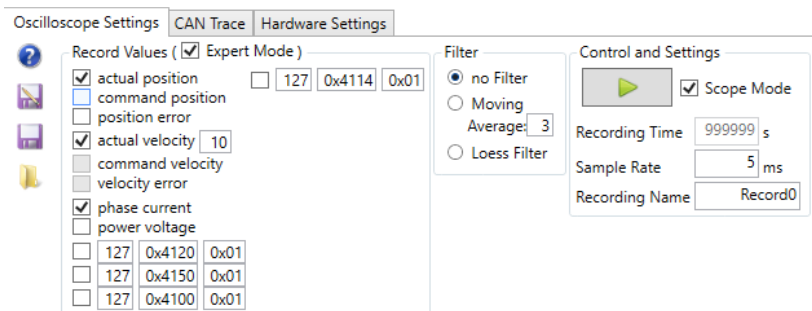 Oscilloscope Settings CAN Trace Hardware Settings
Record Values ( Expert Mode )
actual position 127 0x4114 0x01
command position
position error
actual velocity 10
command velocity
velocity error
phase current
power voltage
127 0x4120 0x01
127 0x4150 0x01
127 0x4100 0x01
Filter
no Filter
Moving
Average: 3
Loess Filter
Control and Settings
Scope Mode
Recording Time 999999 s
Sample Rate 5 ms
Recording Name Record0